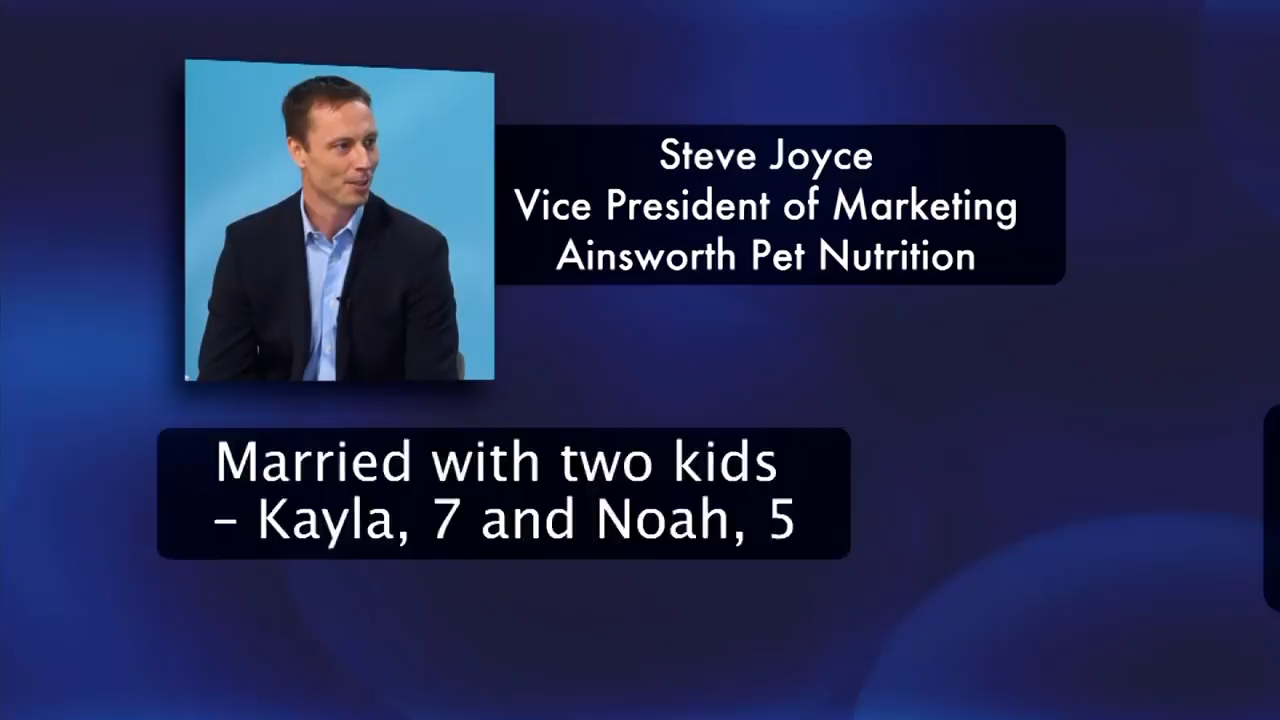 Steve Joyce
Vice President of Marketing
Ainsworth Pet Nutrition
Married with two kids
– Kayla, 7 and Noah, 5